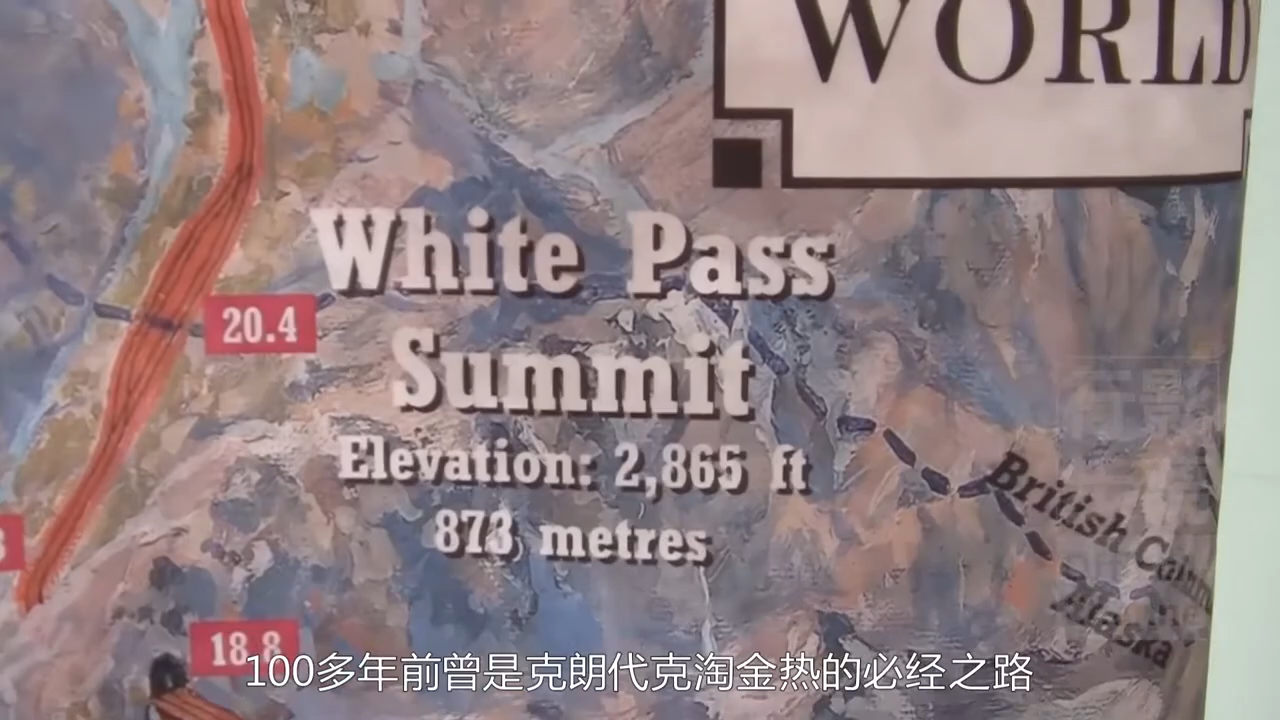 WORLD
White Pass
Summit
20.4
Elevation: 2,865 ft
873 metres
British
Alaska
18.8
100多年前曾是克朗代克淘金热的必经之路